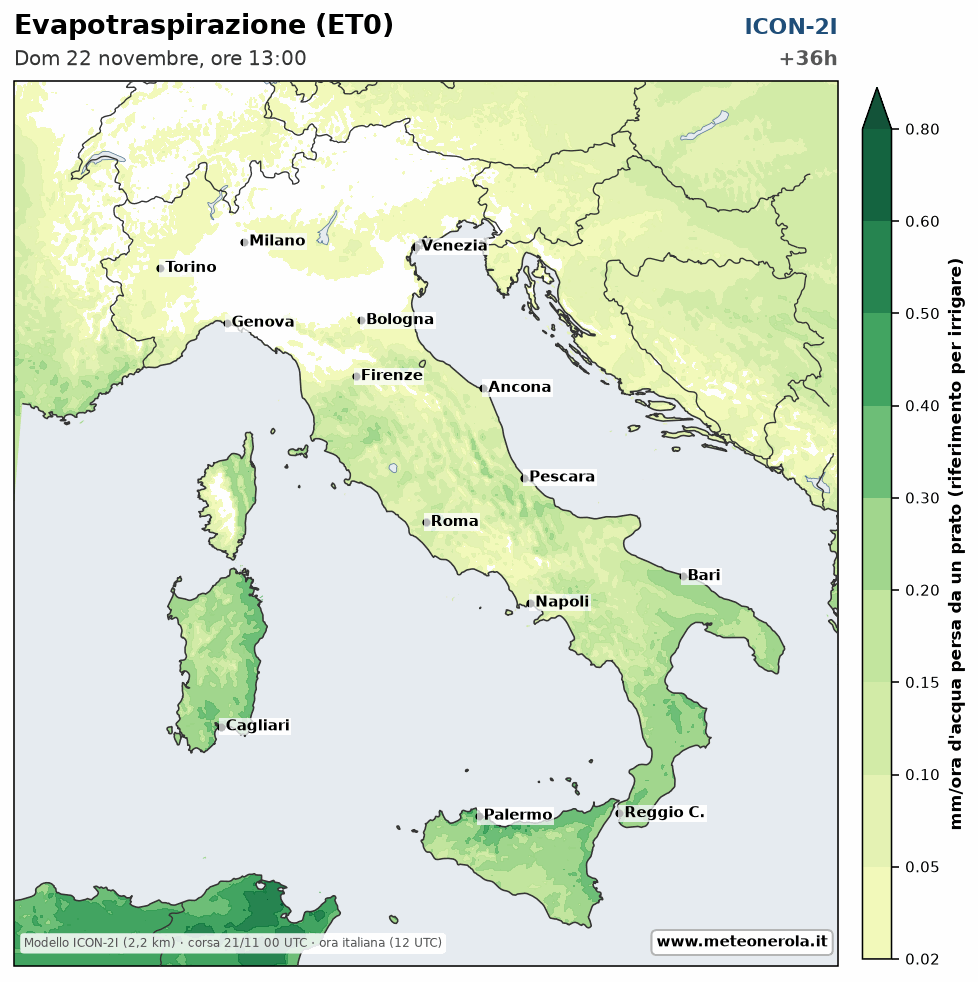 Evapotraspirazione (ET0)
ICON-2I
Dom 22 novembre, ore 13:00
+36h
0.80
0.60
0.50
0.40
0.30
0.20
0.15
0.10
0.05
0.02
mm/ora d'acqua persa da un prato (riferimento per irrigare)
Milano
Venezia
Torino
Genova
Bologna
Firenze
Ancona
Pescara
Roma
Bari
Napoli
Cagliari
Palermo
Reggio C.
Modello ICON-2I (2,2 km) · corsa 21/11 00 UTC · ora italiana (12 UTC)
www.meteonerola.it